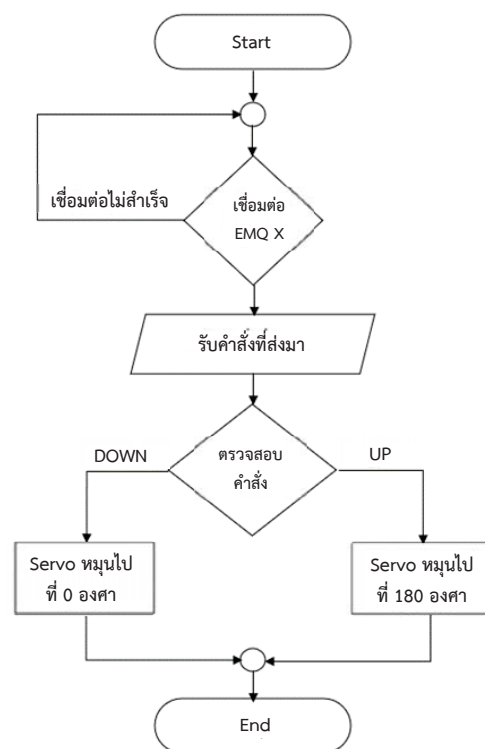 Start
เชื่อมต่อไม่สำเร็จ
เชื่อมต่อ
EMQ X
รับคำสั่งที่ส่งมา
DOWN
ตรวจสอบ
คำสั่ง
UP
Servo หมุนไป
ที่ 0 องศา
Servo หมุนไป
ที่ 180 องศา
End